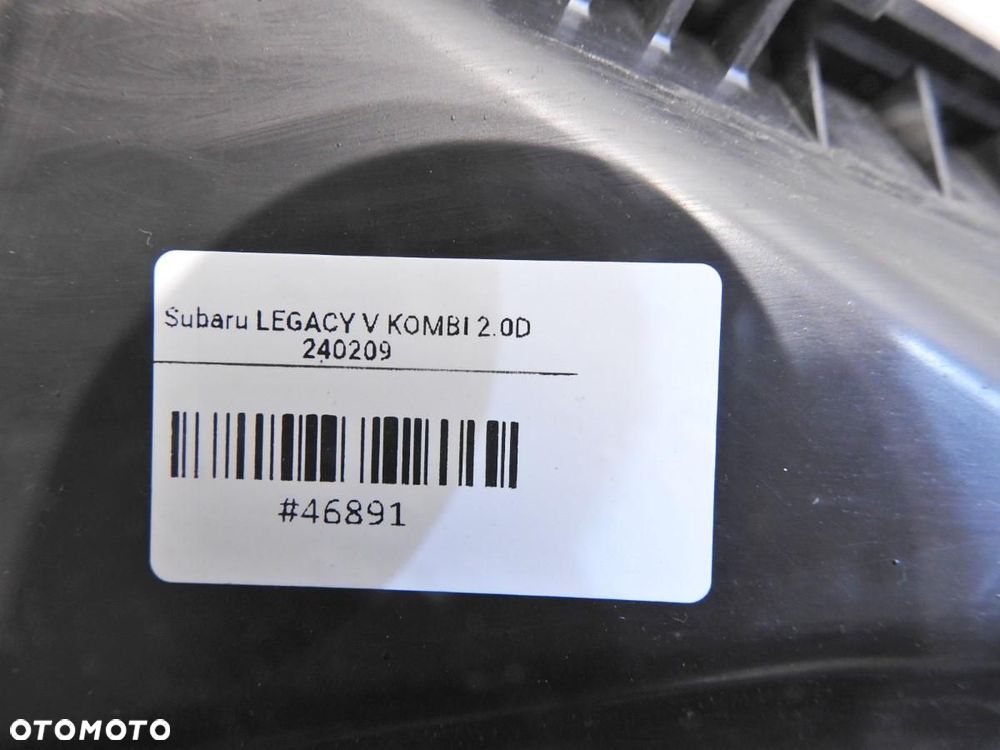 Subaru LEGACY V KOMBI 2.0D
240209
#46891
OTOMOTO